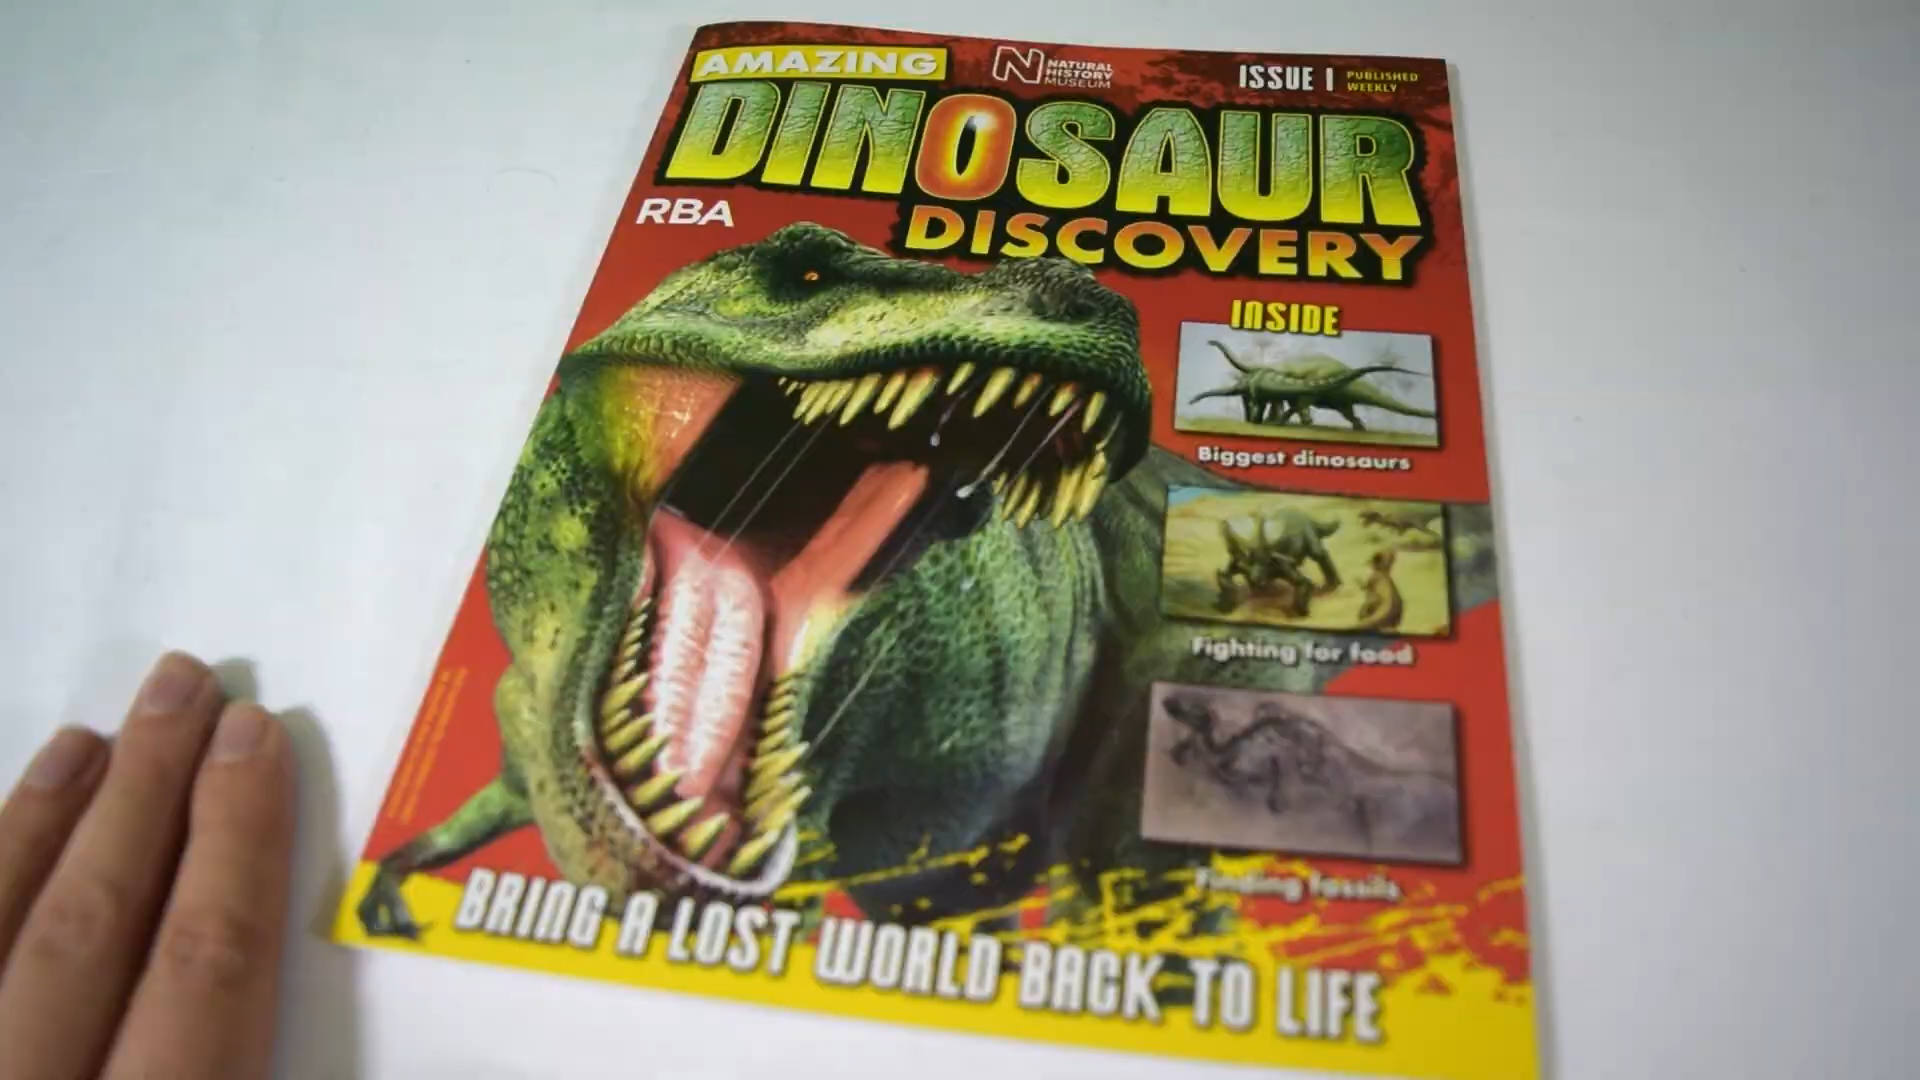 AMAZING
NATURAL
HISTORY
MUSEUM
ISSUE 1
PUBLISHED
WEEKLY
DINOSAUR
DISCOVERY
RBA
INSIDE
Biggest dinosaurs
Fighting for food
Finding fossils
BRING A LOST WORLD BACK TO LIFE